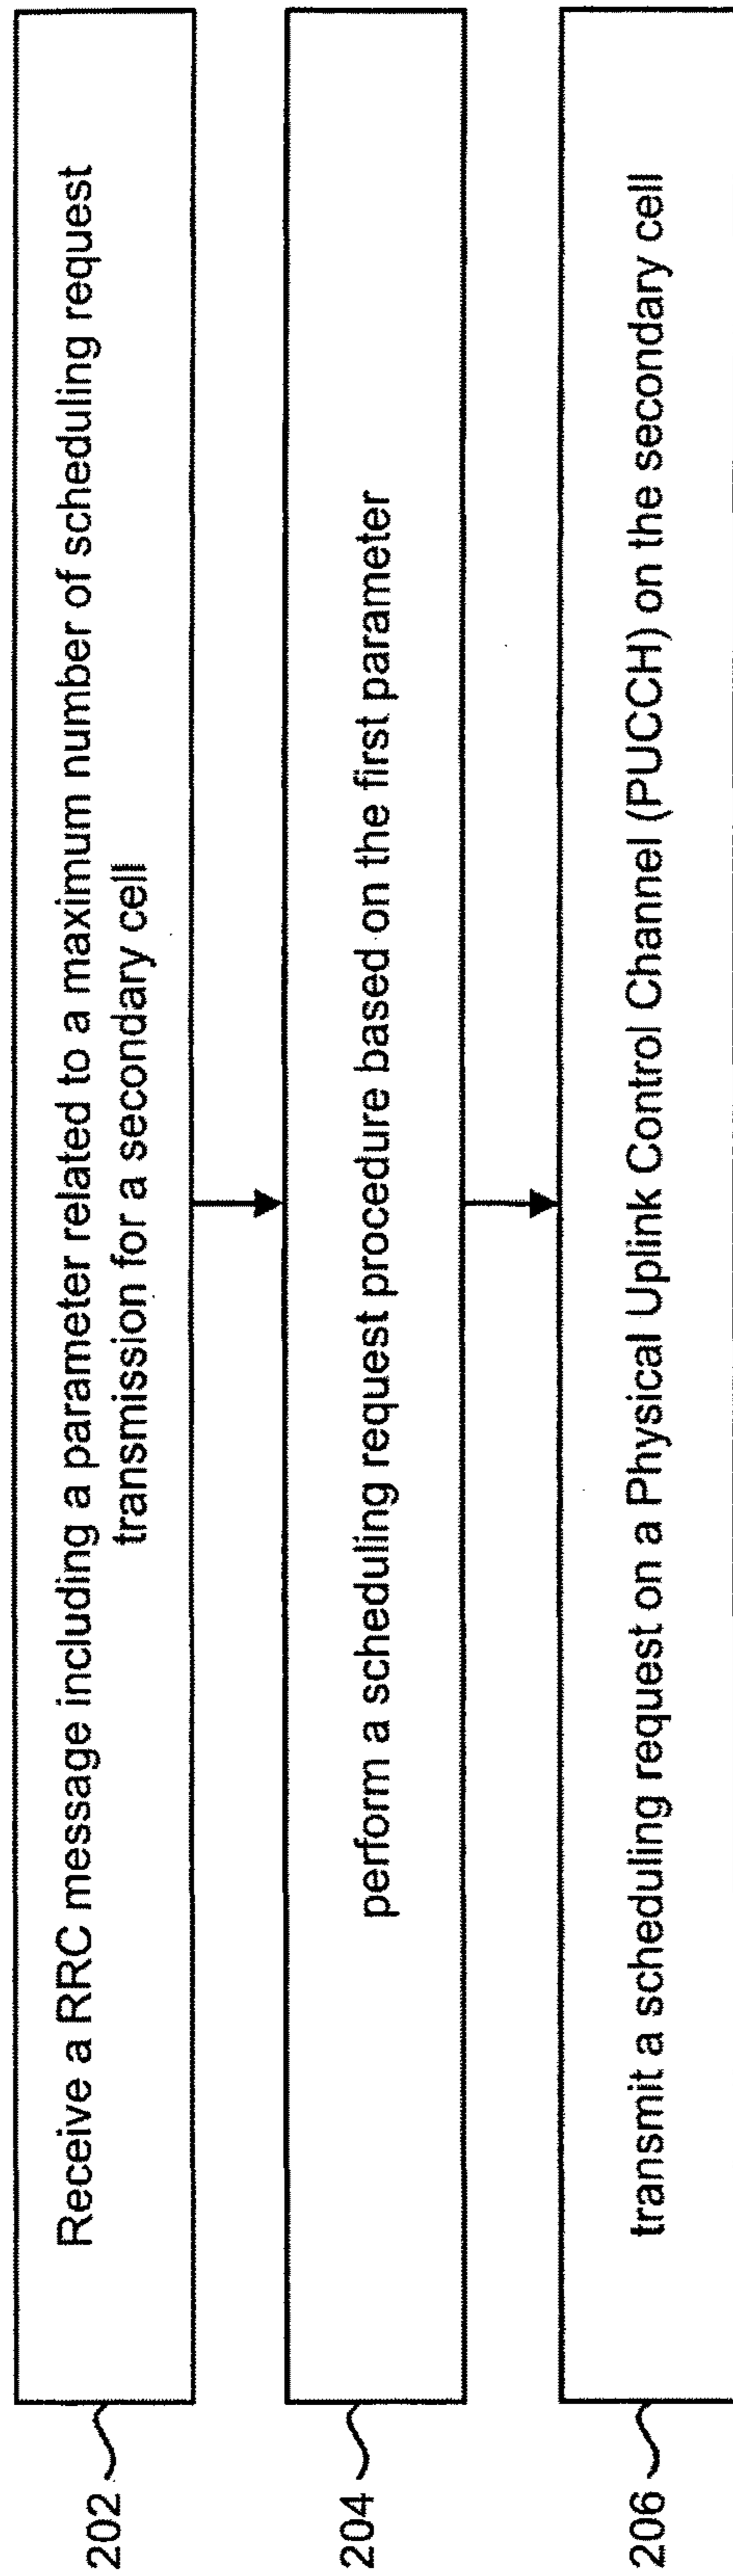 202
Receive a RRC message including a parameter related to a maximum number of scheduling request
transmission for a secondary cell
204
perform a scheduling request procedure based on the first parameter
206
transmit a scheduling request on a Physical Uplink Control Channel (PUCCH) on the secondary cell